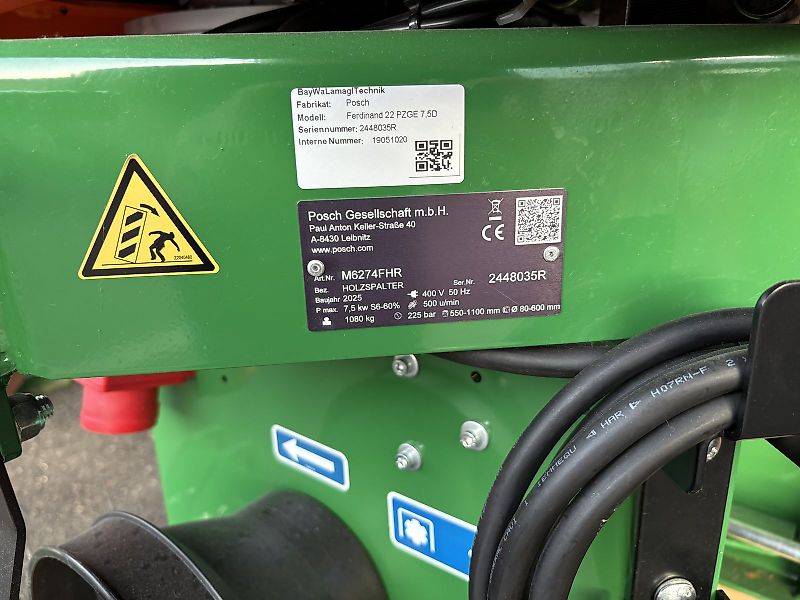 BayWaLamaglTechnik
Fabrikat: Posch
Modell: Ferdinand 22 PZGE 7,5D
Seriennummer: 2448035R
Interne Nummer: 19051020
Posch Gesellschaft m.b.H.
Paul Anton Keller-Straße 40
A-8430 Leibnitz
www.posch.com
CE
Art.Nr. M6274FHR Ser.Nr. 2448035R
Bez. HOLZSPALTER 400 V 50 Hz
Baujahr 2025 500 u/min
P max. 7,5 kw S6-60% 225 bar 550-1100 mm Ø 80-600 mm
1080 kg
H07RN-F
HAR